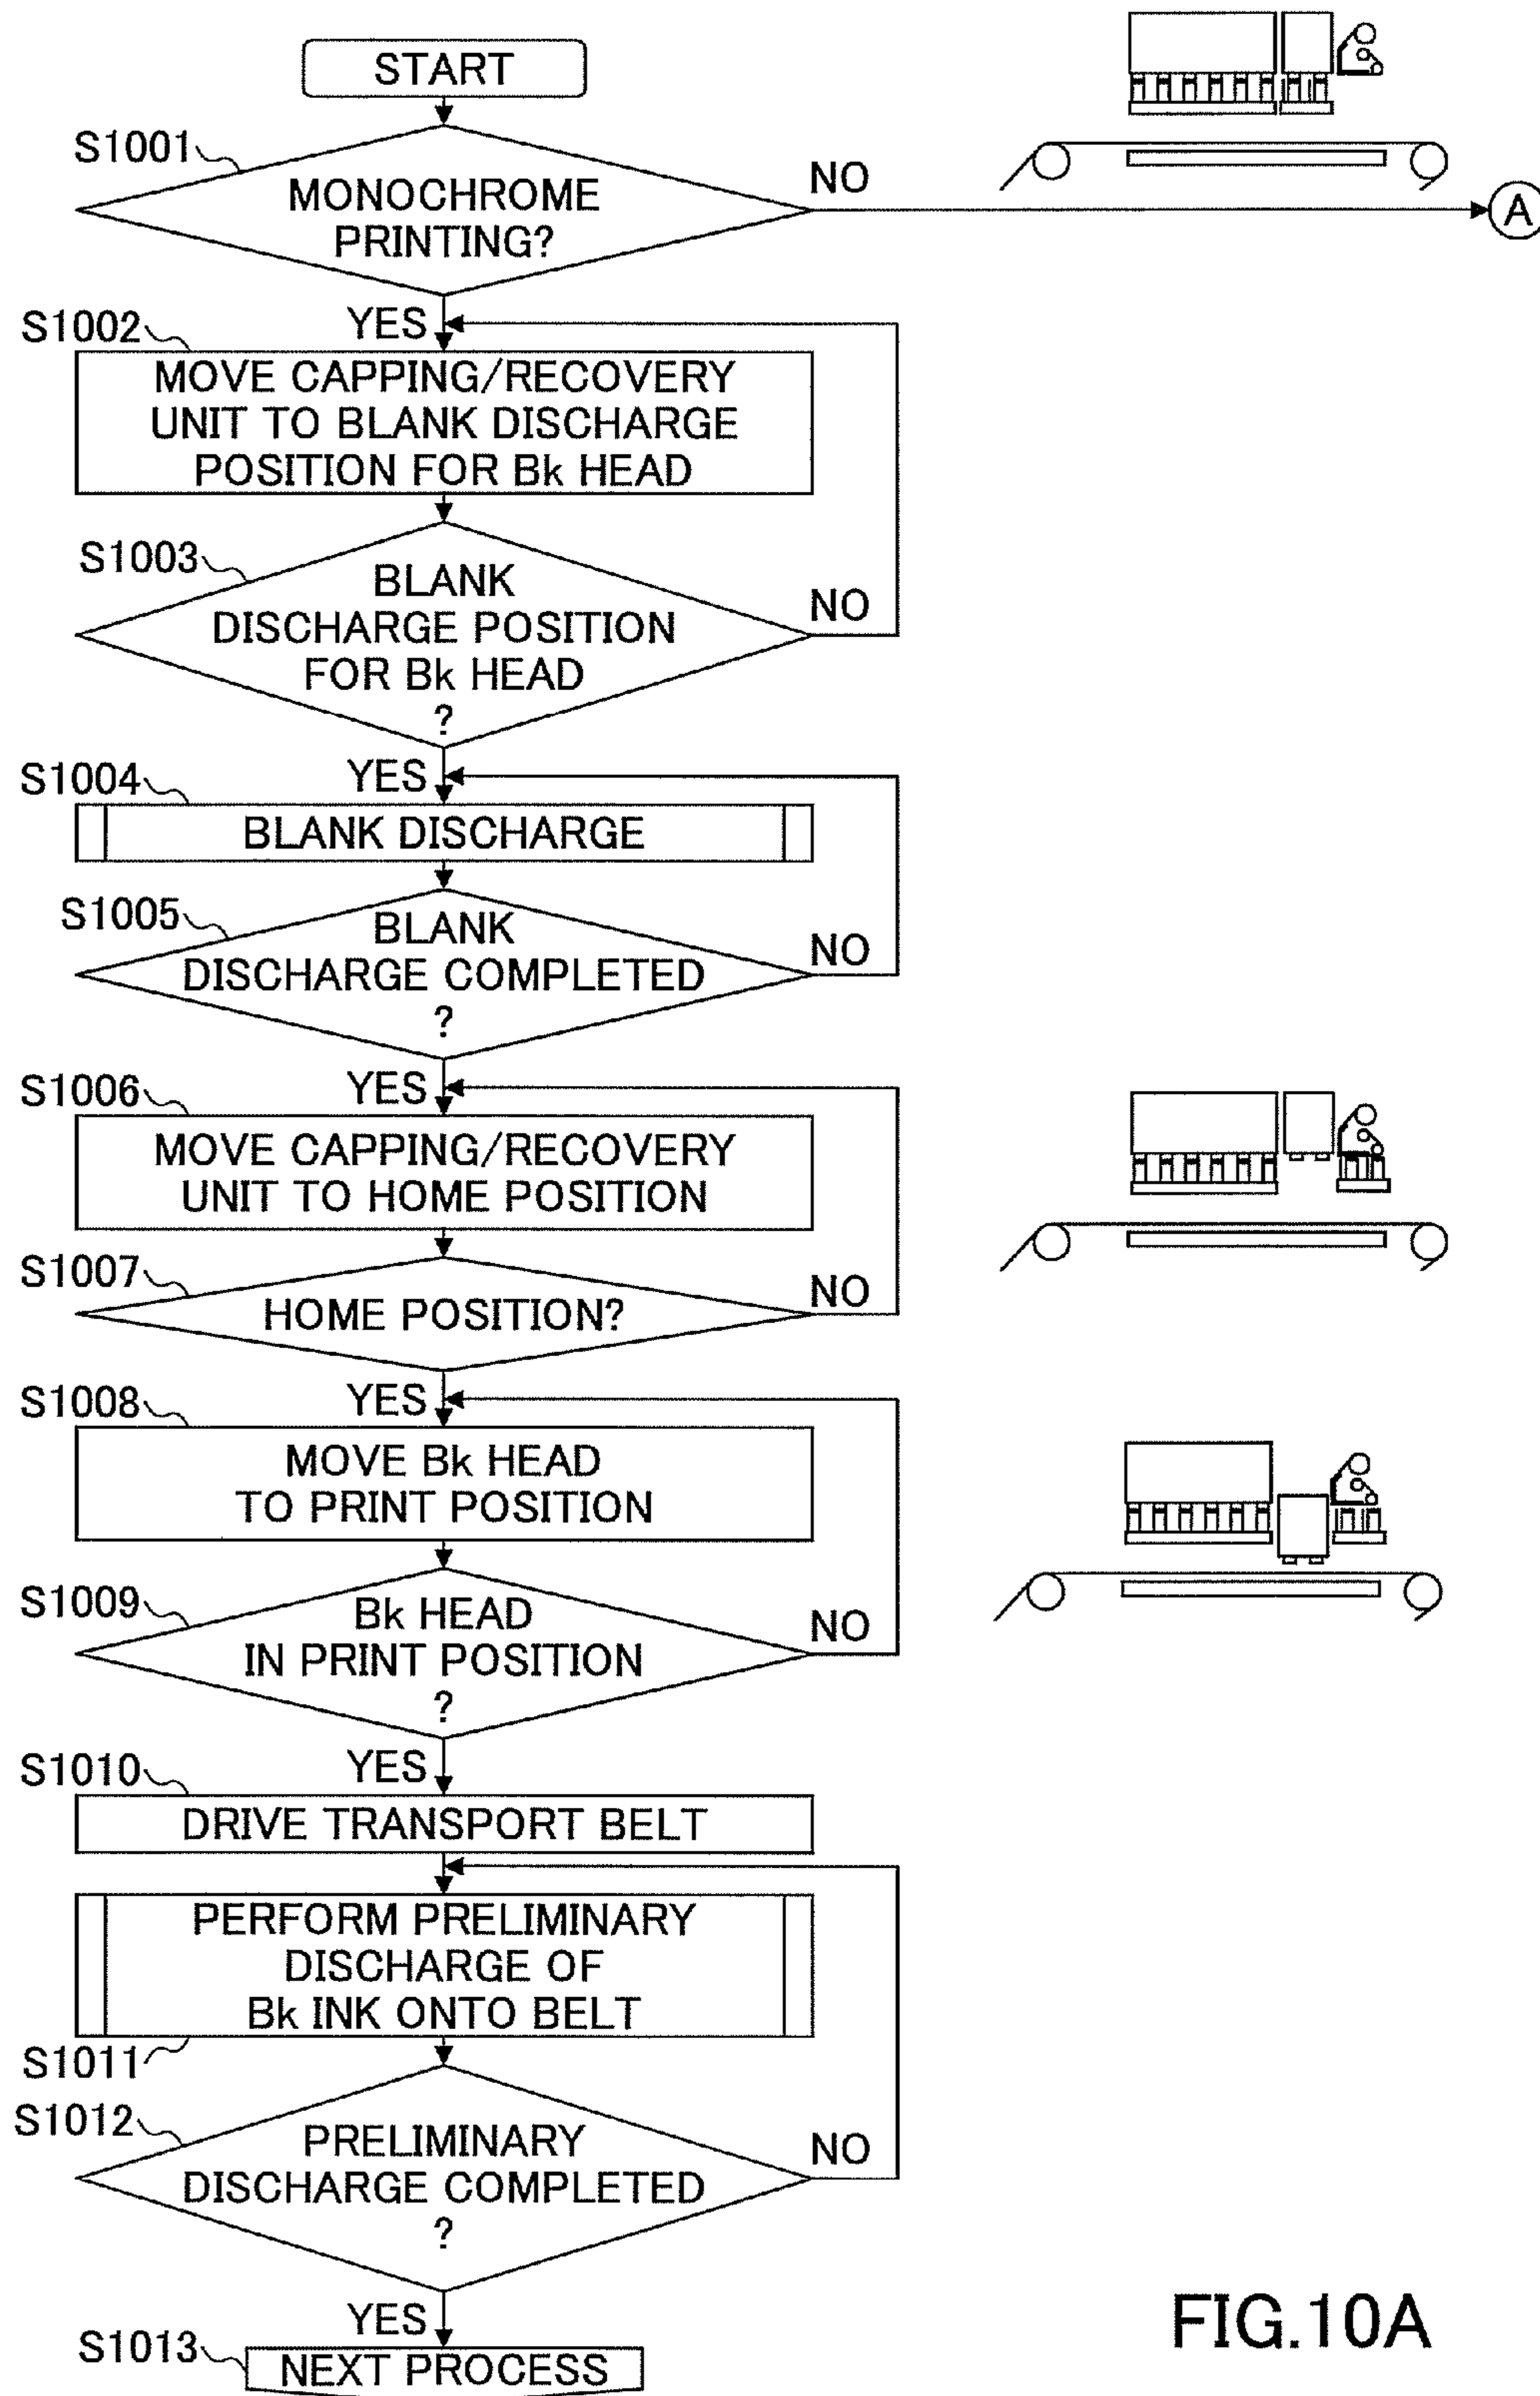 START
S1001
MONOCHROME
PRINTING?
NO
A
YES
S1002
MOVE CAPPING/RECOVERY
UNIT TO BLANK DISCHARGE
POSITION FOR Bk HEAD
S1003
BLANK
DISCHARGE POSITION
FOR Bk HEAD
?
NO
YES
S1004
BLANK DISCHARGE
S1005
BLANK
DISCHARGE COMPLETED
?
NO
YES
S1006
MOVE CAPPING/RECOVERY
UNIT TO HOME POSITION
S1007
HOME POSITION?
NO
YES
S1008
MOVE Bk HEAD
TO PRINT POSITION
S1009
Bk HEAD
IN PRINT POSITION
?
NO
YES
S1010
DRIVE TRANSPORT BELT
PERFORM PRELIMINARY
DISCHARGE OF
Bk INK ONTO BELT
S1011
S1012
PRELIMINARY
DISCHARGE COMPLETED
?
NO
YES
S1013
NEXT PROCESS
FIG.10A